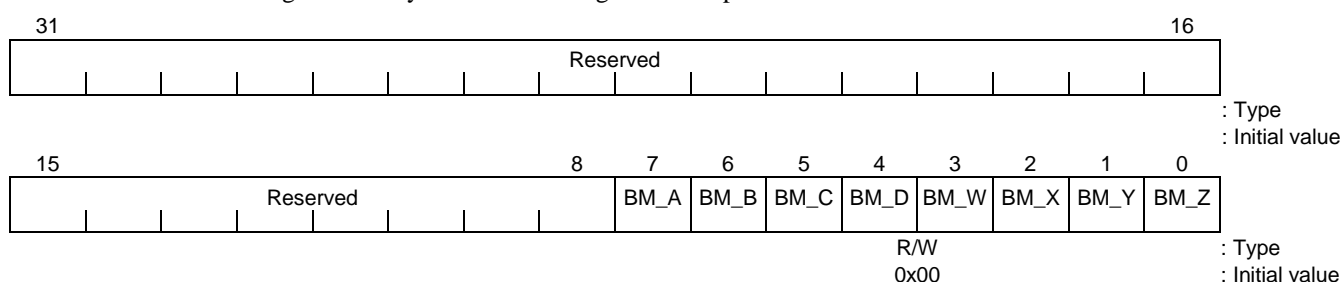 31 16
Reserved
: Type
: Initial value
15 8 7 6 5 4 3 2 1 0
Reserved BM_A BM_B BM_C BM_D BM_W BM_X BM_Y BM_Z
R/W : Type
0x00 : Initial value